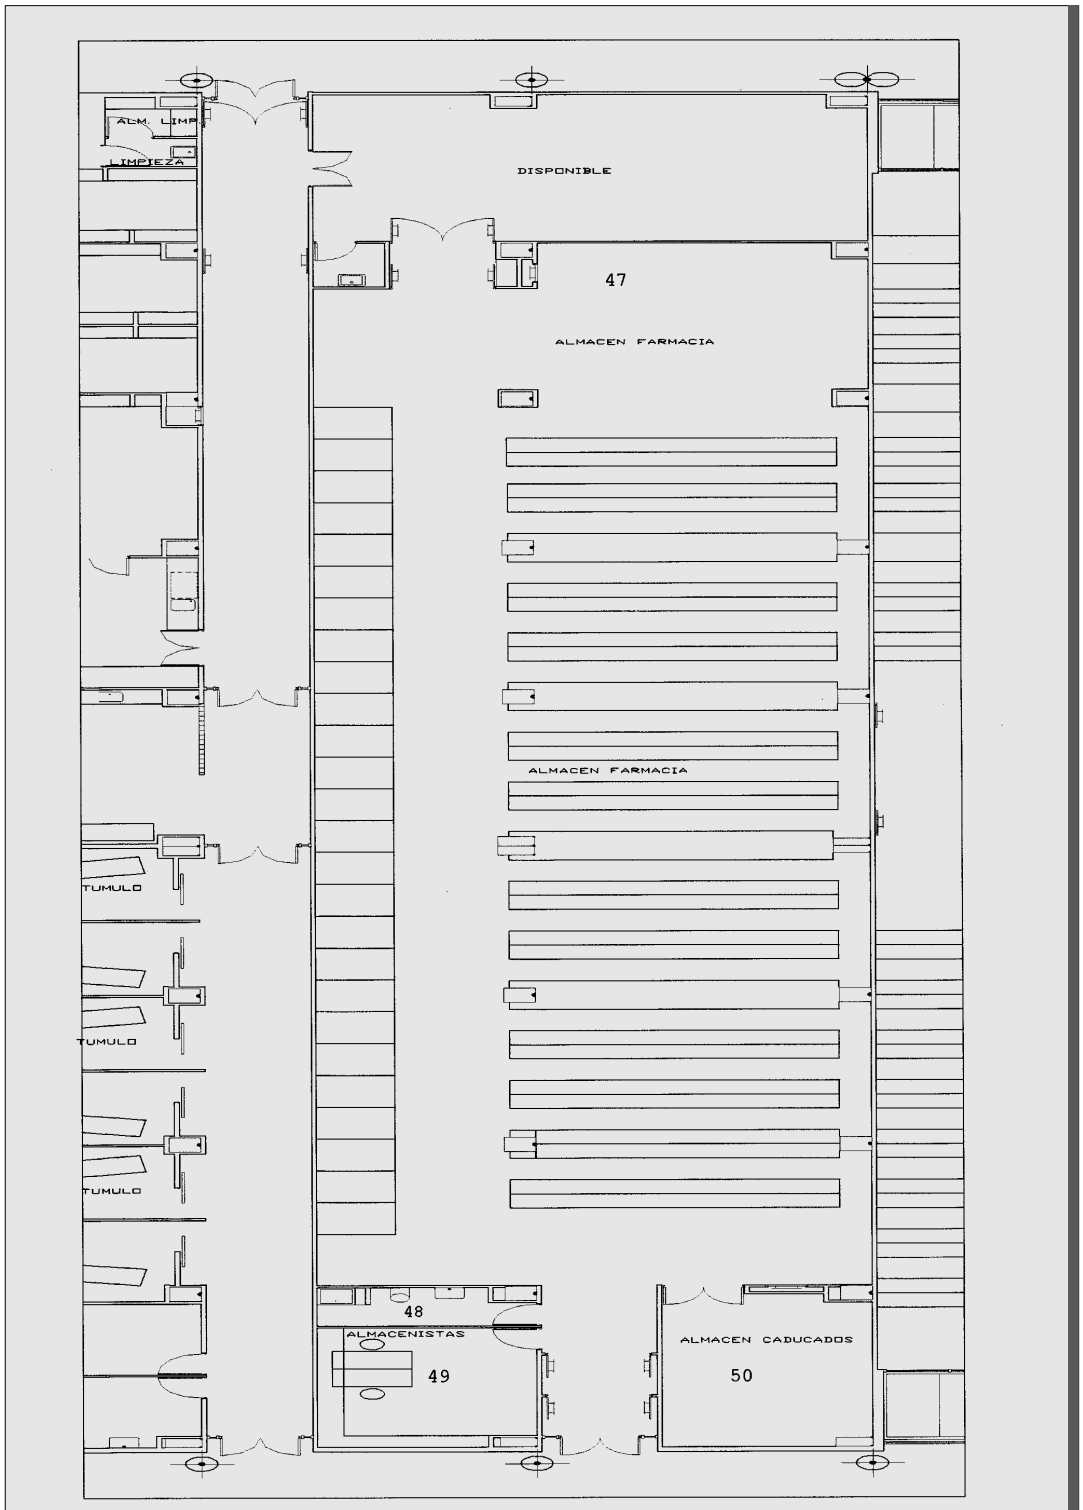 ALM. LIMP
LIMPIEZA
DISPONIBLE
47
ALMACEN FARMACIA
ALMACEN FARMACIA
TUMULO
TUMULO
TUMULO
48
ALMACENISTAS
49
ALMACEN CADUCADOS
50